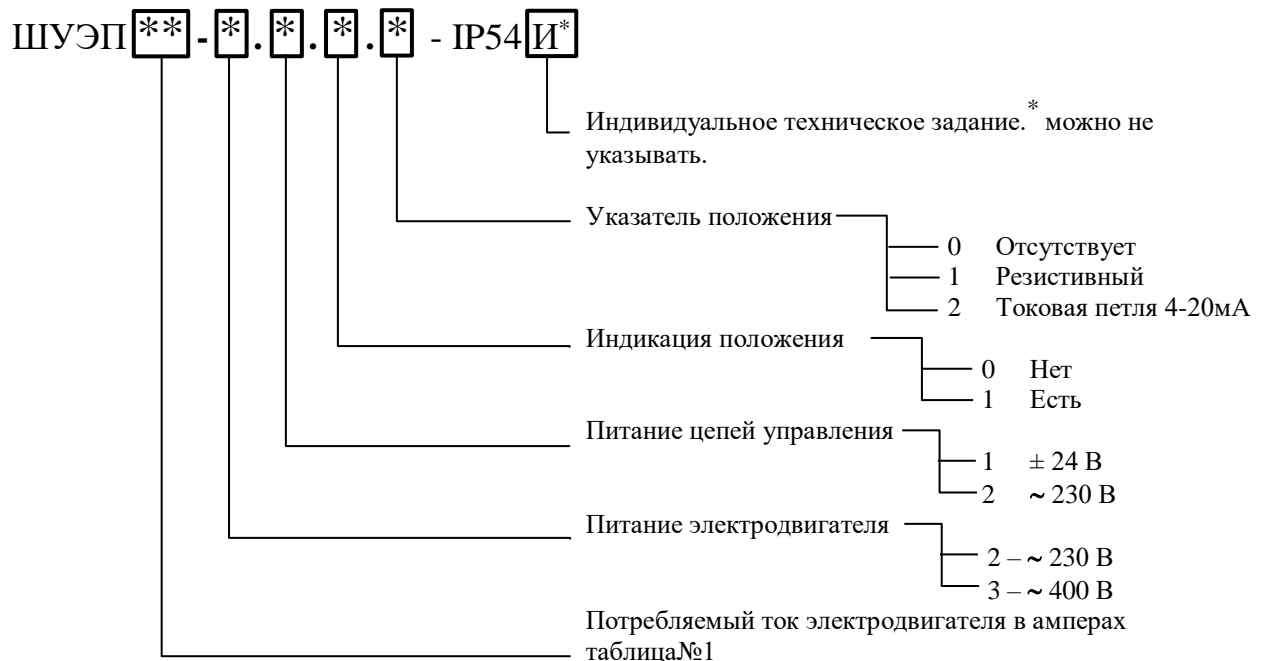 ШУЭП ** - * . * . * . * - IP54 И*
Индивидуальное техническое задание.* можно не
указывать.
Указатель положения
0 Отсутствует
1 Резистивный
2 Токовая петля 4-20мА
Индикация положения
0 Нет
1 Есть
Питание цепей управления
1 ± 24 В
2 ~ 230 В
Питание электродвигателя
2 – ~ 230 В
3 – ~ 400 В
Потребляемый ток электродвигателя в амперах
таблица№1